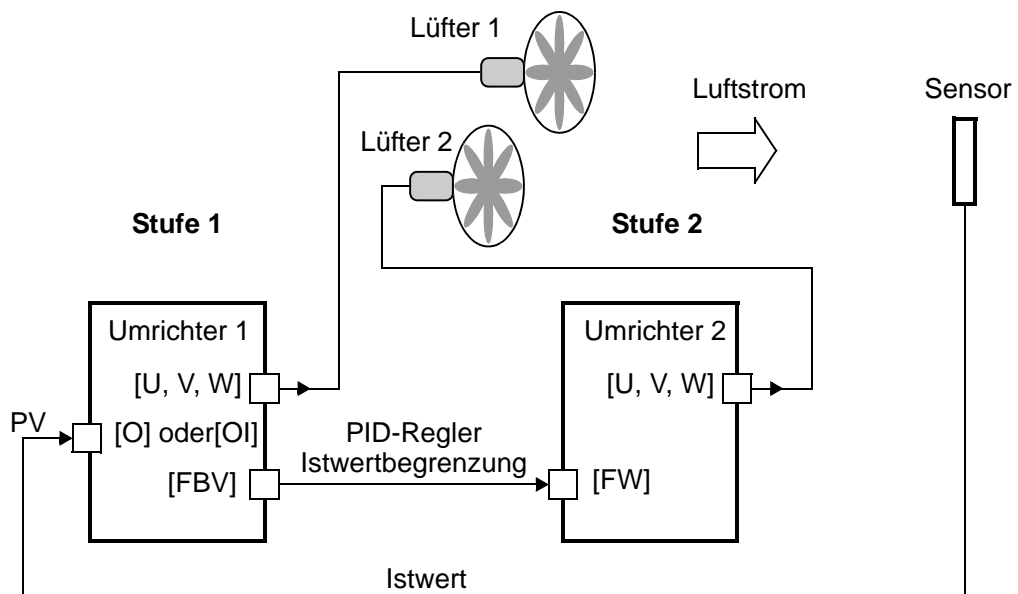 Lüfter 1
Luftstrom
Sensor
Lüfter 2
Stufe 1
Stufe 2
Umrichter 1
Umrichter 2
[U, V, W]
[U, V, W]
PV
[O] oder[OI]
PID-Regler
Istwertbegrenzung
[FBV]
[FW]
Istwert